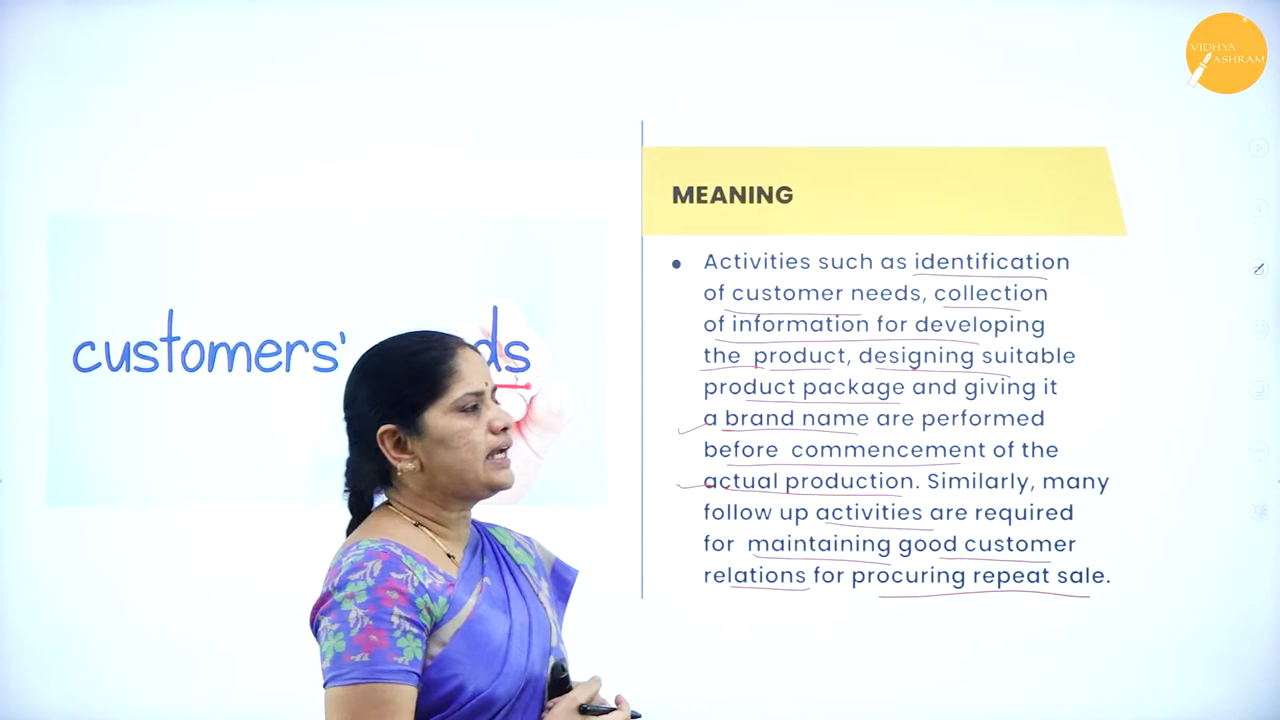 VIDHYA
ASHRAM
MEANING
customers' ds
• Activities such as identification
of customer needs, collection
of information for developing
the product, designing suitable
product package and giving it
a brand name are performed
before commencement of the
actual production. Similarly, many
follow up activities are required
for maintaining good customer
relations for procuring repeat sale.